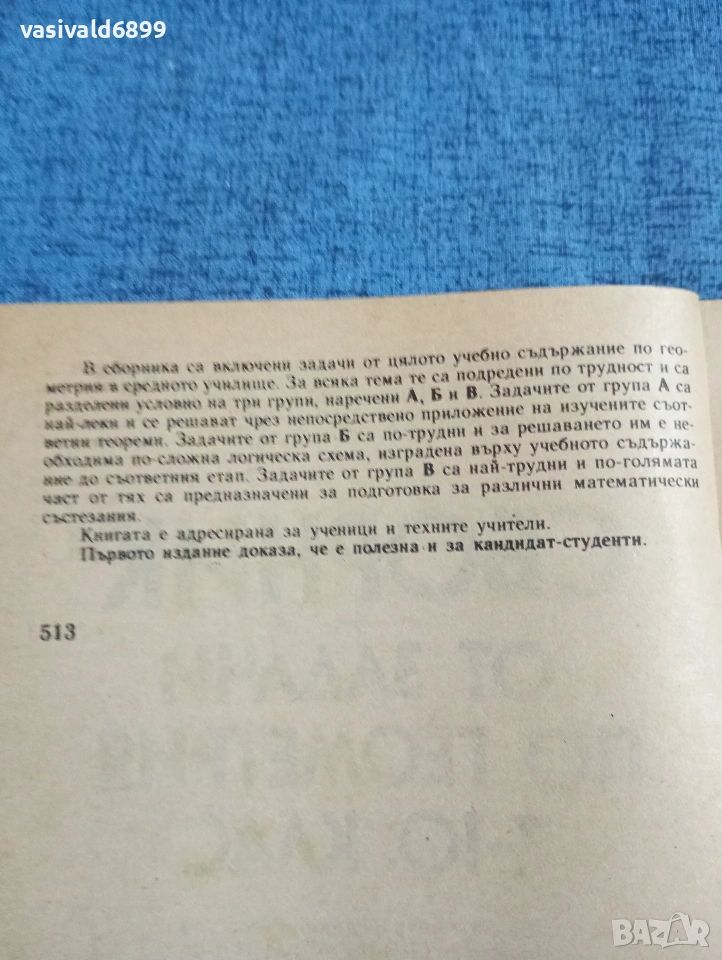 vasivald6899
В сборника са включени задачи от цялото учебно съдържание по гео-
метрия в средното училище. За всяка тема те са подредени по трудност и са
разделени условно на три групи, наречени А, Б и В. Задачите от група А са
най-леки и се решават чрез непосредствено приложение на изучените съот-
ветни теореми. Задачите от група Б са по-трудни и за решаването им е не-
обходима по-сложна логическа схема, изградена върху учебното съдържа-
ние до съответния етап. Задачите от група В са най-трудни и по-голямата
част от тях са предназначени за подготовка за различни математически
състезания.
Книгата е адресирана за ученици и техните учители.
Първото издание доказа, че е полезна и за кандидат-студенти.
513
BAZAR